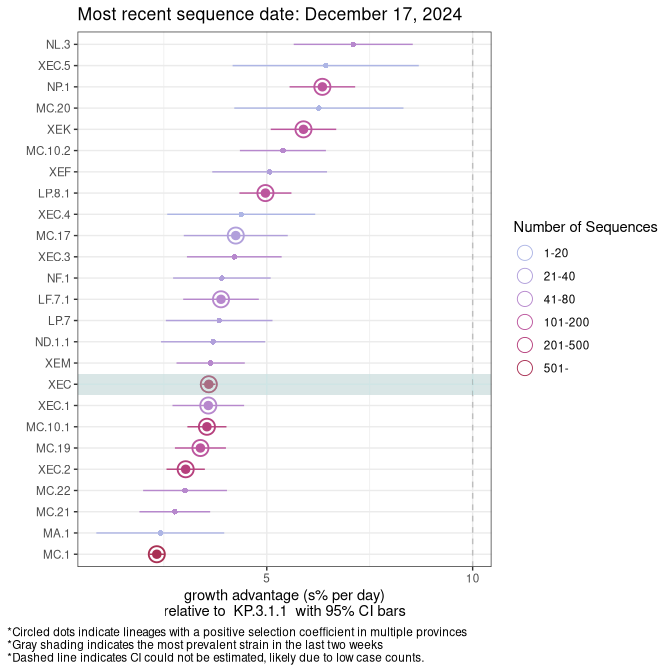 Most recent sequence date: December 17, 2024
NL.3
XEC.5
NP.1
MC.20
XEK
MC.10.2
XEF
LP.8.1
XEC.4
MC.17
XEC.3
NF.1
LF.7.1
LP.7
ND.1.1
XEM
XEC
XEC.1
MC.10.1
MC.19
XEC.2
MC.22
MC.21
MA.1
MC.1
5 10
growth advantage (s% per day)
relative to KP.3.1.1 with 95% CI bars
Number of Sequences
1-20
21-40
41-80
101-200
201-500
501-
*Circled dots indicate lineages with a positive selection coefficient in multiple provinces
*Gray shading indicates the most prevalent strain in the last two weeks
*Dashed line indicates CI could not be estimated, likely due to low case counts.